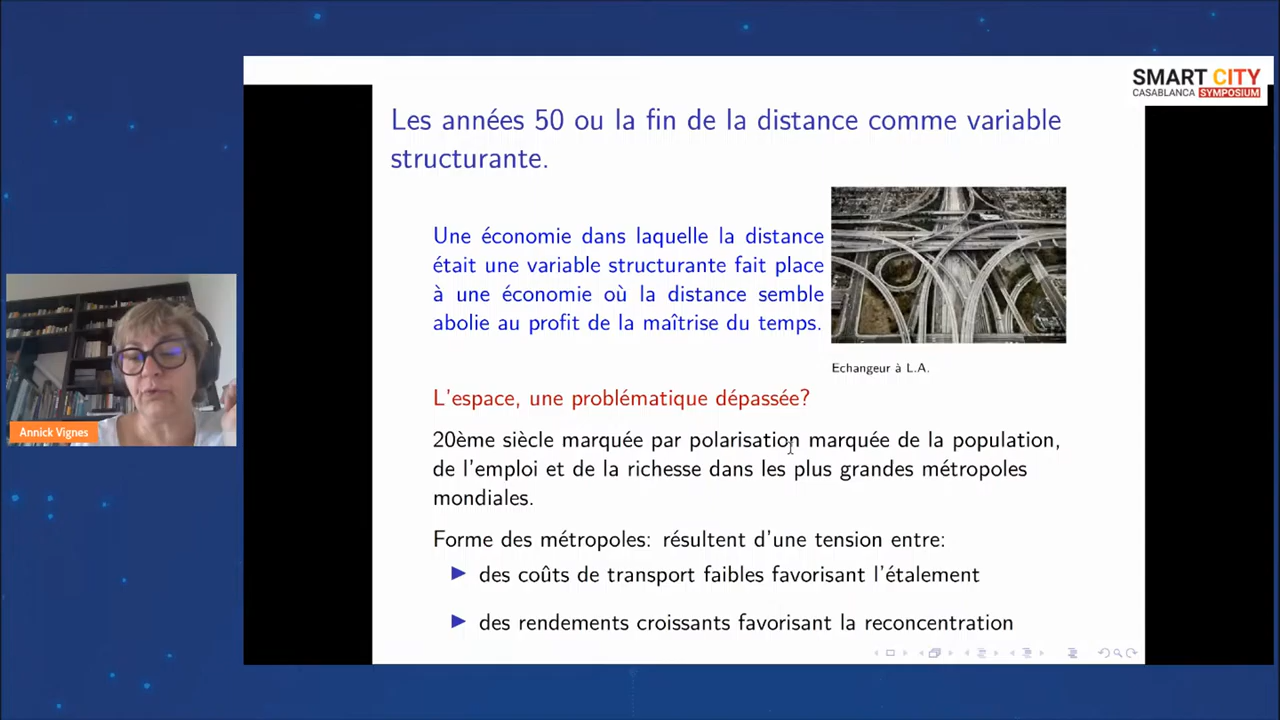 SMART CITY
CASABLANCA SYMPOSIUM
Les années 50 ou la fin de la distance comme variable
structurante.
Une économie dans laquelle la distance
était une variable structurante fait place
à une économie où la distance semble
abolie au profit de la maîtrise du temps.
Echangeur à L.A.
L'espace, une problématique dépassée?
20ème siècle marquée par polarisation marquée de la population,
de l'emploi et de la richesse dans les plus grandes métropoles
mondiales.
Forme des métropoles: résultent d'une tension entre:
des coûts de transport faibles favorisant l'étalement
des rendements croissants favorisant la reconcentration
Annick Vignes